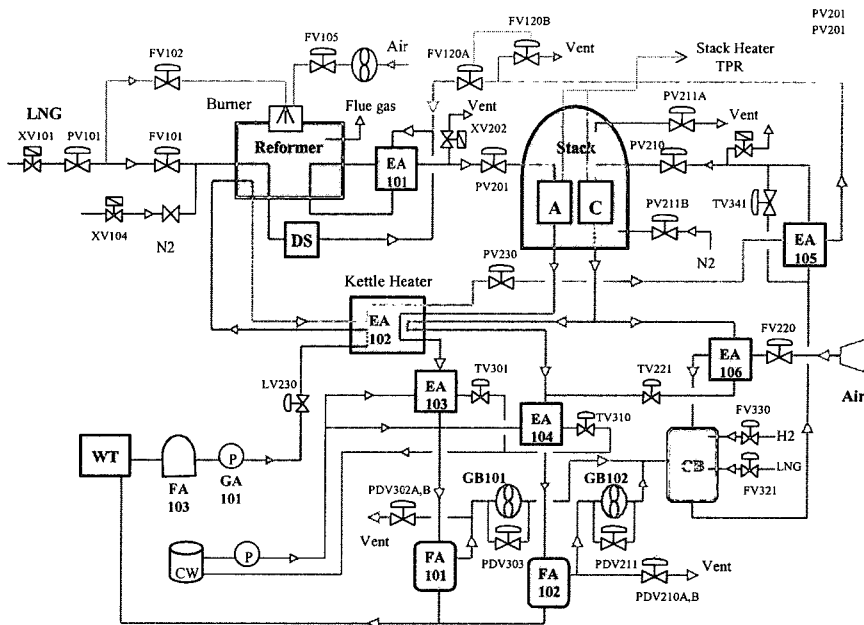 PV201
PV201
FV120B
FV105
Air
FV120A
Vent
Stack Heater
TPR
FV102
Burner
Flue gas
Vent
PV211A
Vent
LNG
XV101
PV101
FV101
Reformer
XV202
Stack
PV210
EA
101
PV201
TV341
A
C
XV104
N2
DS
PV211B
N2
EA
105
PV230
Kettle Heater
EA
102
FV220
TV301
EA
106
Air
LV230
TV221
EA
103
TV310
FV330
EA
104
H2
WT
P
CB
LNG
FA
103
GA
101
GB101
GB102
FV321
PDV302A,B
Vent
P
CW
FA
101
PDV303
PDV211
FA
102
Vent
PDV210A,B